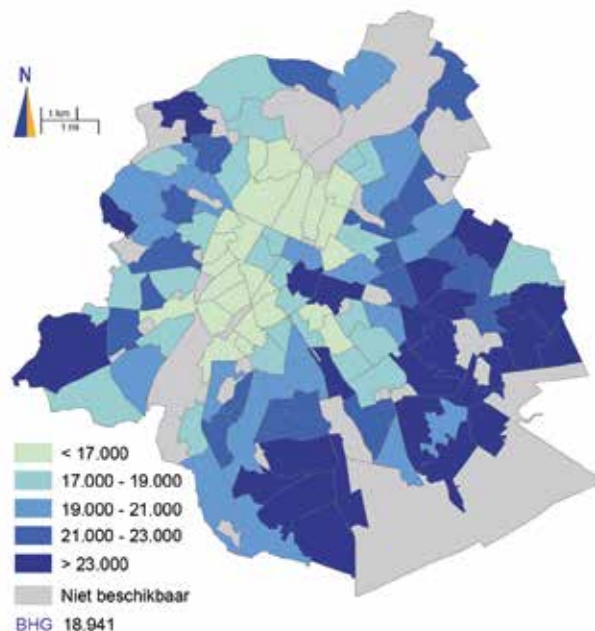 N
1 km
1 mi
< 17.000
17.000 - 19.000
19.000 - 21.000
21.000 - 23.000
> 23.000
Niet beschikbaar
BHG 18.941